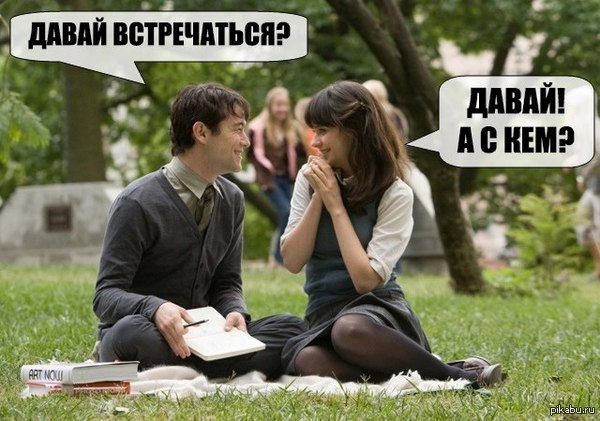 ДАВАЙ ВСТРЕЧАТЬСЯ?
ДАВАЙ!
А С КЕМ?
ART NOW
pikabu.ru